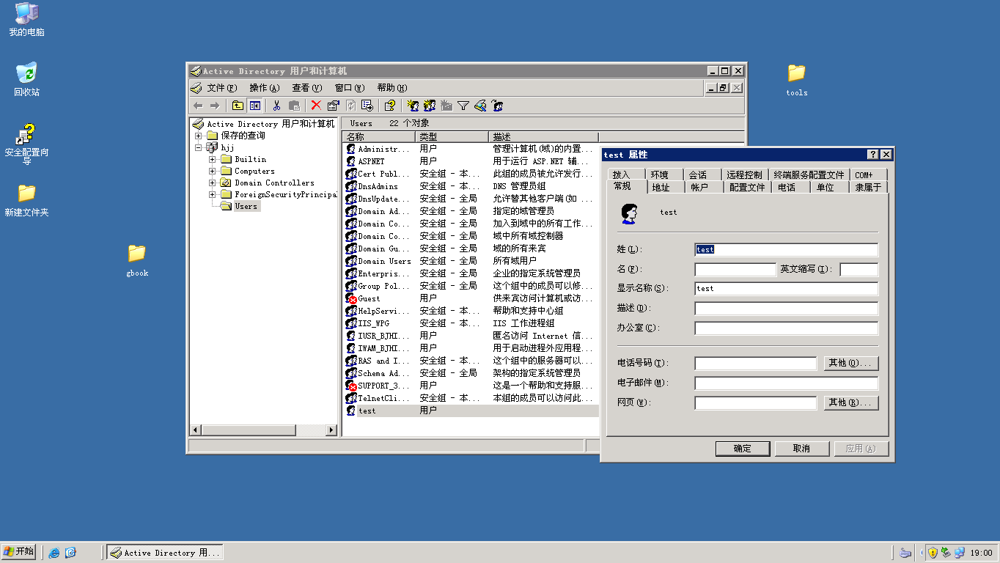 我的电脑
回收站
安全配置向
导
新建文件夹
gbook
tools
Active Directory 用户和计算机
文件(F) 操作(A) 查看(V) 窗口(W) 帮助(H)
Active Directory 用户和计算机
保存的查询
hjj
Builtin
Computers
Domain Controllers
ForeignSecurityPrincipal
Users
Users 22 个对象
名称 类型 描述
Administr... 用户 管理计算机(域)的内置...
ASPNET 用户 用于运行 ASP.NET 辅...
Cert Publ... 安全组 - 本... 此组的成员被允许发行...
DnsAdmins 安全组 - 本... DNS 管理员组
DnsUpdate... 安全组 - 全局 允许替其他客户端(如 ...
Domain Ad... 安全组 - 全局 指定的域管理员
Domain Co... 安全组 - 全局 加入到域中的所有工作...
Domain Co... 安全组 - 全局 域中所有域控制器
Domain Gu... 安全组 - 全局 域的所有来宾
Domain Users 安全组 - 全局 所有域用户
Enterpris... 安全组 - 全局 企业的指定系统管理员
Group Pol... 安全组 - 全局 这个组中的成员可以修...
Guest 用户 供来宾访问计算机或访...
HelpServi... 安全组 - 本... 帮助和支持中心组
IIS_WPG 安全组 - 本... IIS 工作进程组
IUSR_BJHI... 用户 匿名访问 Internet 信...
IWAM_BJHI... 用户 用于启动进程外应用程...
RAS and I... 安全组 - 本... 这个组中的服务器可以...
Schema Ad... 安全组 - 全局 架构的指定系统管理员
SUPPORT_3... 用户 这是一个帮助和支持服...
TelnetCli... 安全组 - 本... 本组的成员可以访问此...
test 用户
test 属性
拨入 环境 会话 远程控制 终端服务配置文件 COM+
常规 地址 帐户 配置文件 电话 单位 隶属于
test
姓(L): test
名(F): 英文缩写(I):
显示名称(S): test
描述(D):
办公室(C):
电话号码(T): 其他(O)...
电子邮件(M):
网页(W): 其他(R)...
确定 取消 应用(A)
开始 Active Directory 用... 19:00